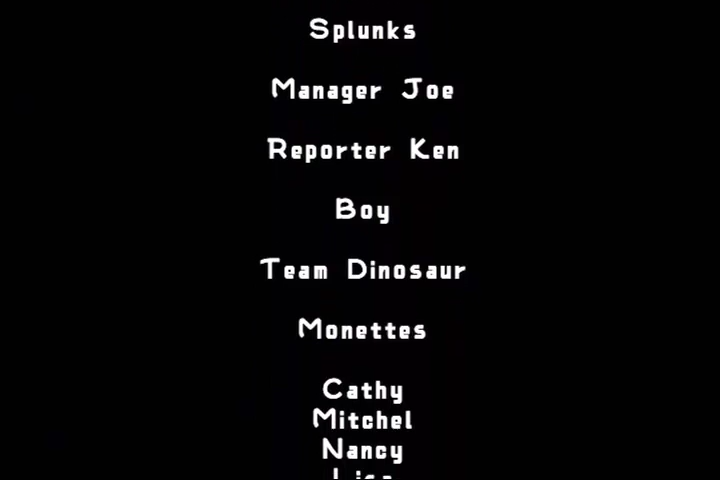 Splunks
Manager Joe
Reporter Ken
Boy
Team Dinosaur
Monettes
Cathy
Mitchel
Nancy